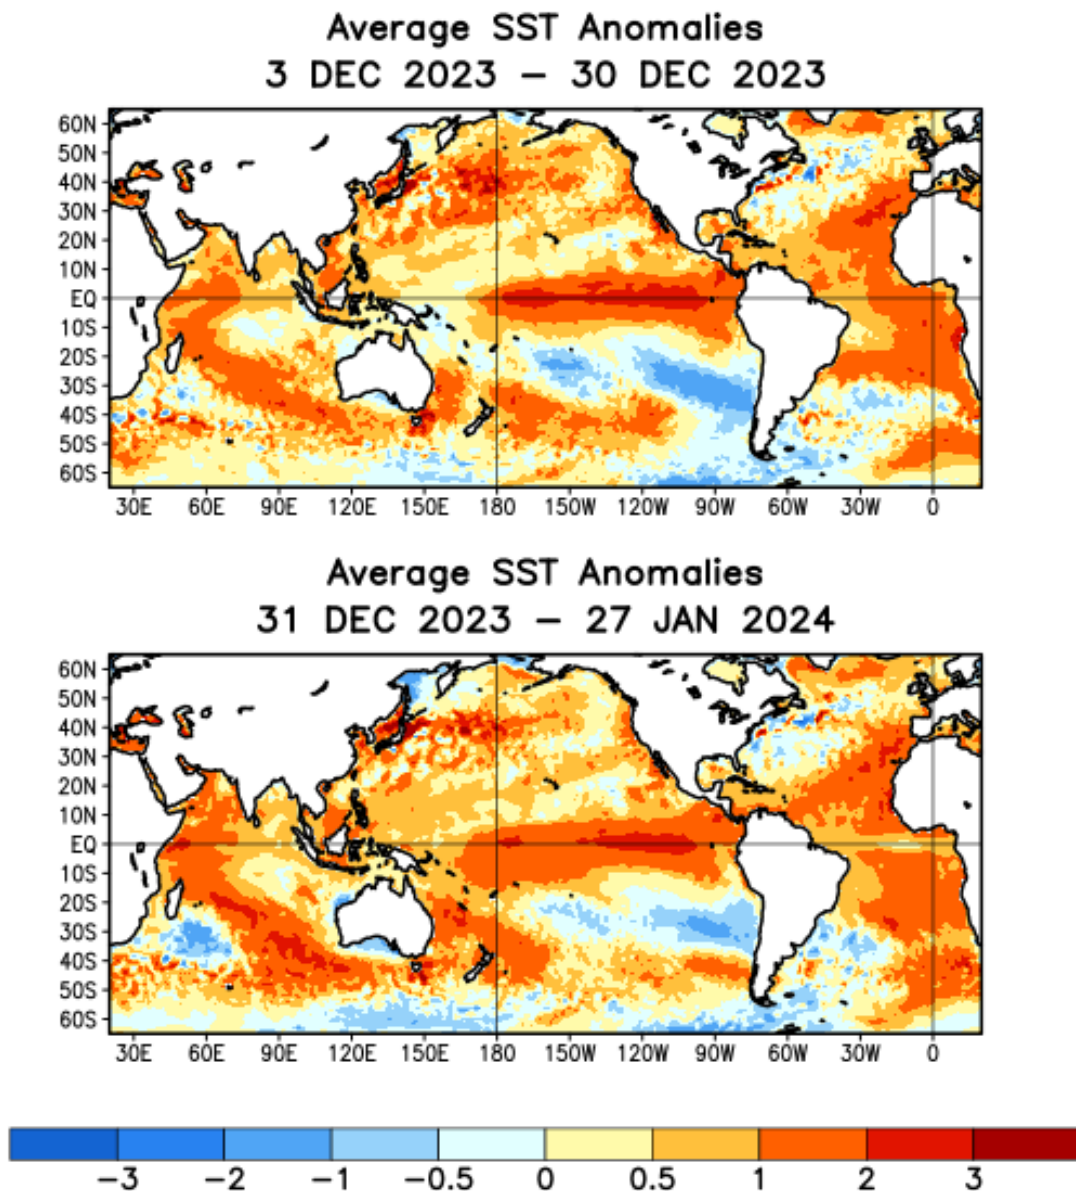 Average SST Anomalies
3 DEC 2023 – 30 DEC 2023
60N
50N
40N
30N
20N
10N
EQ
10S
20S
30S
40S
50S
60S
30E 60E 90E 120E 150E 180 150W 120W 90W 60W 30W 0
Average SST Anomalies
31 DEC 2023 – 27 JAN 2024
60N
50N
40N
30N
20N
10N
EQ
10S
20S
30S
40S
50S
60S
30E 60E 90E 120E 150E 180 150W 120W 90W 60W 30W 0
−3 −2 −1 −0.5 0 0.5 1 2 3